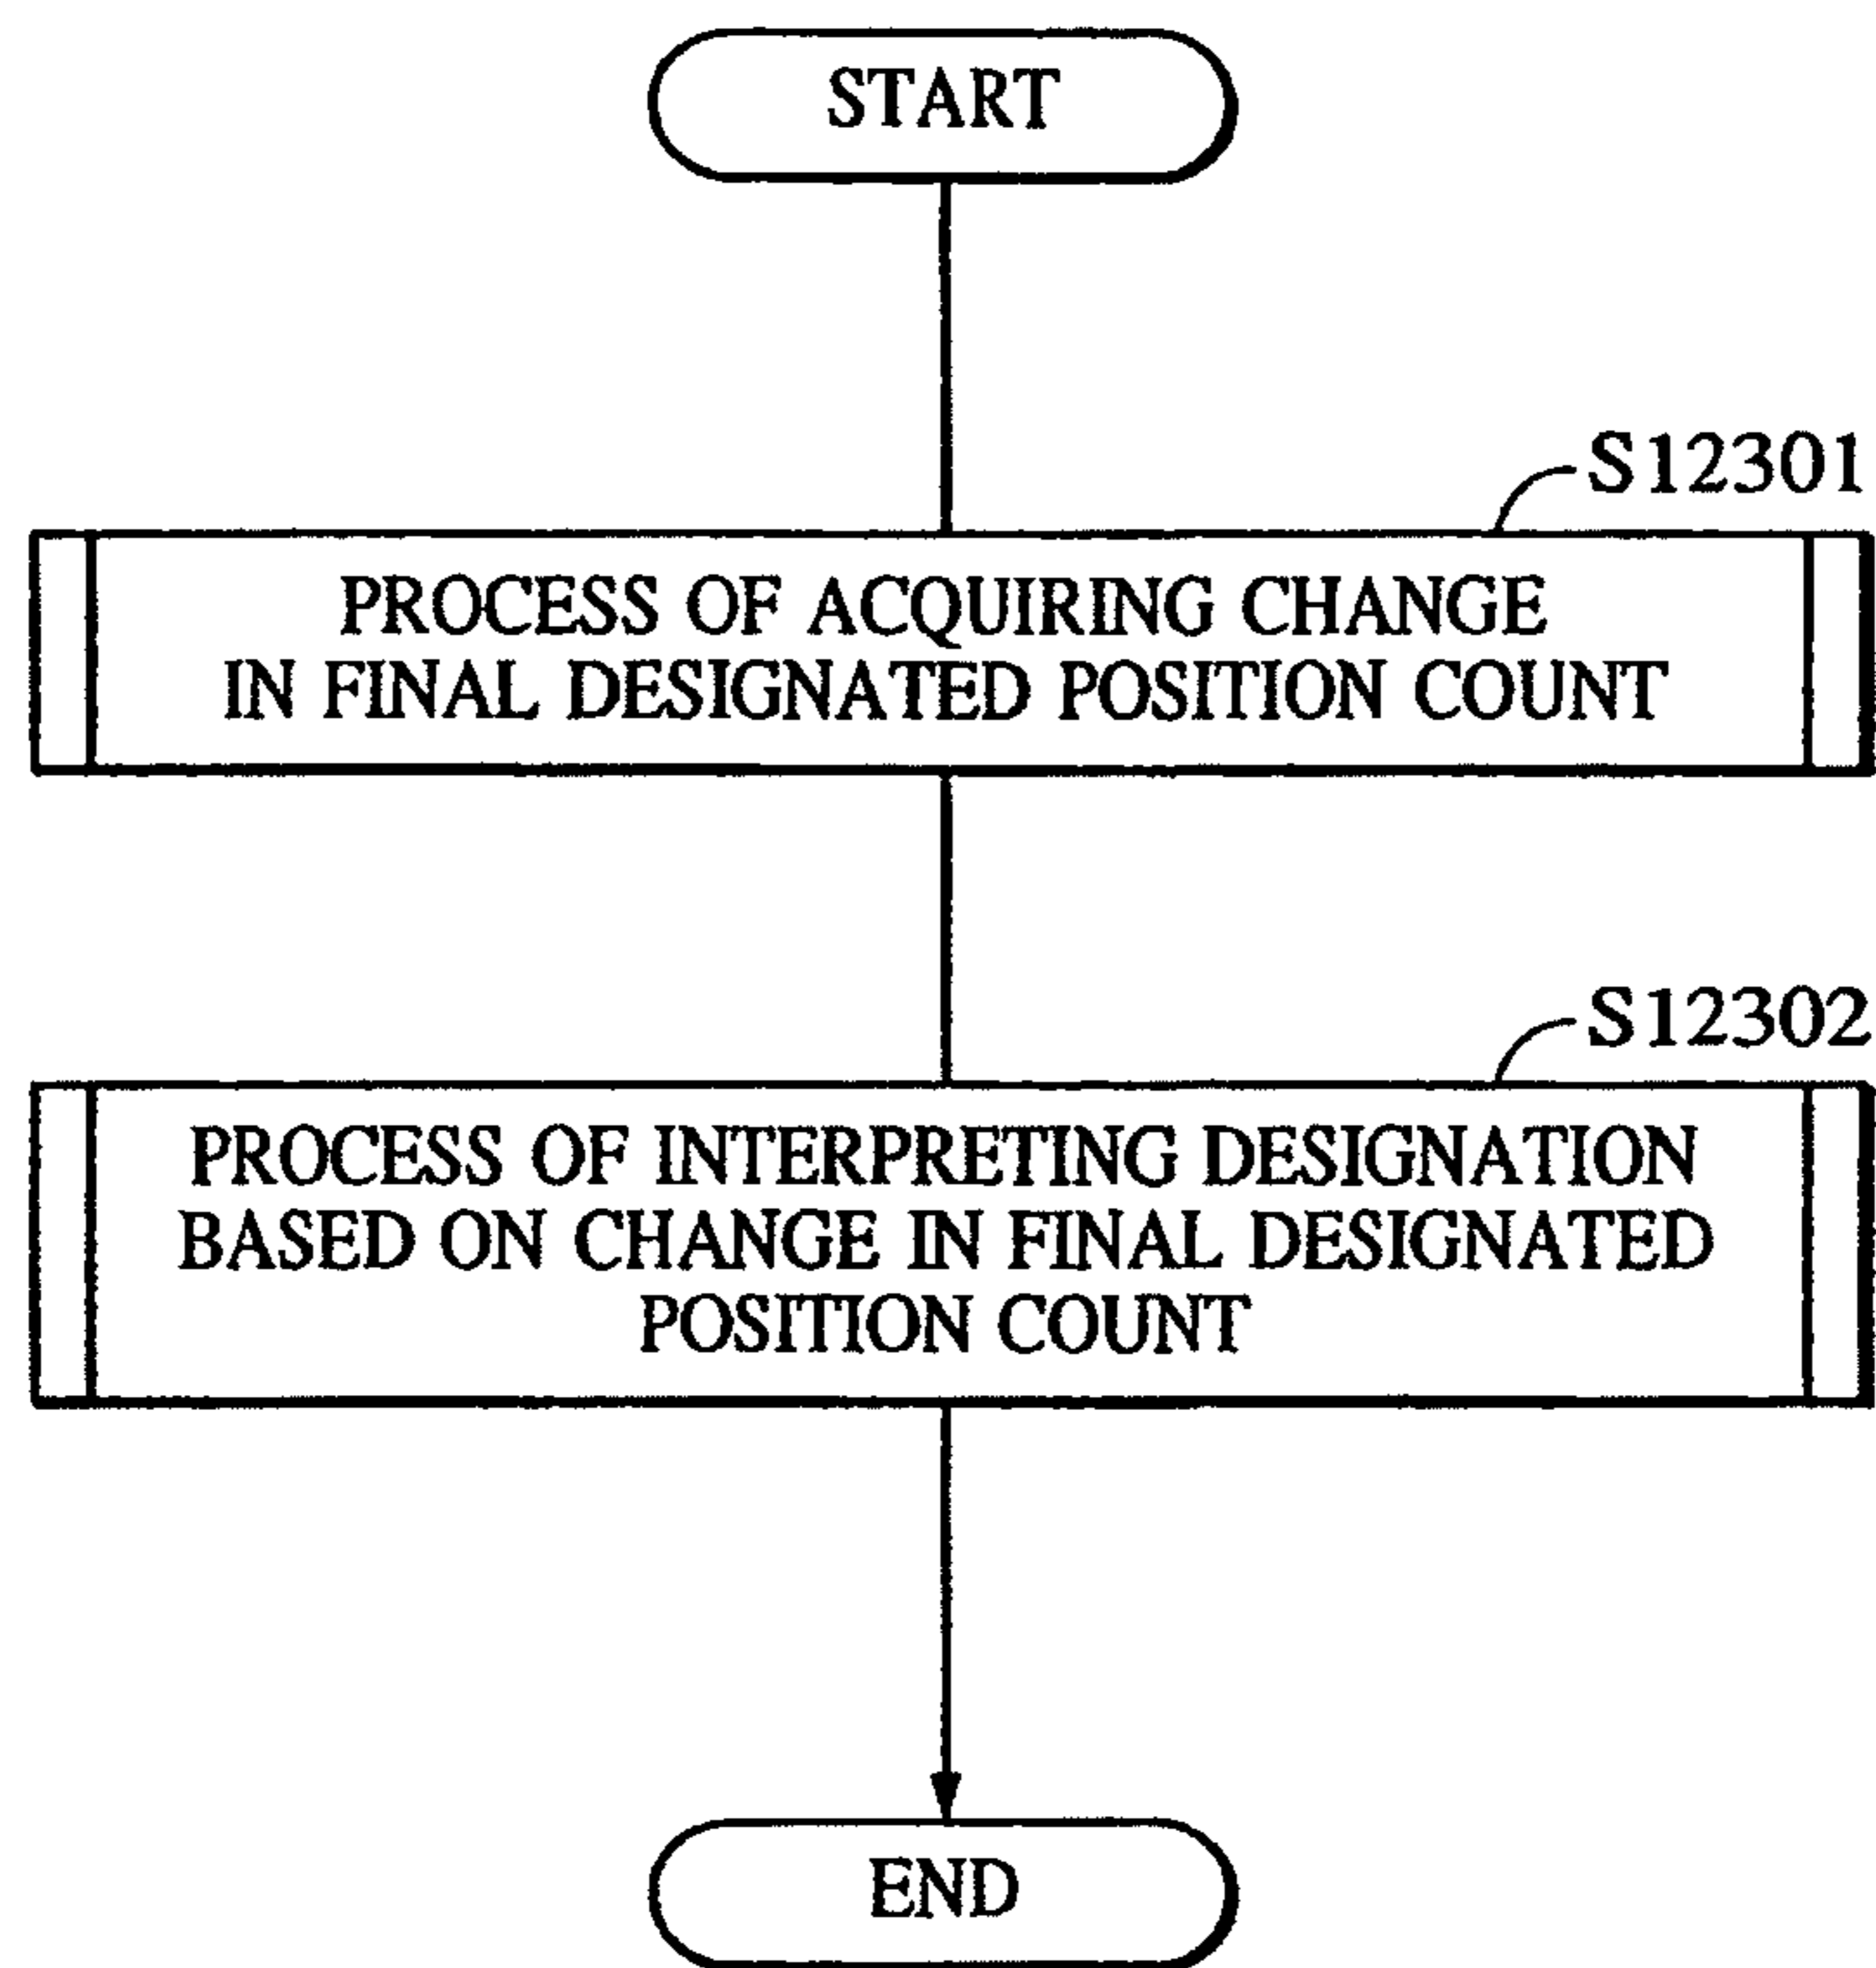 START
S12301
PROCESS OF ACQUIRING CHANGE
IN FINAL DESIGNATED POSITION COUNT
S12302
PROCESS OF INTERPRETING DESIGNATION
BASED ON CHANGE IN FINAL DESIGNATED
POSITION COUNT
END